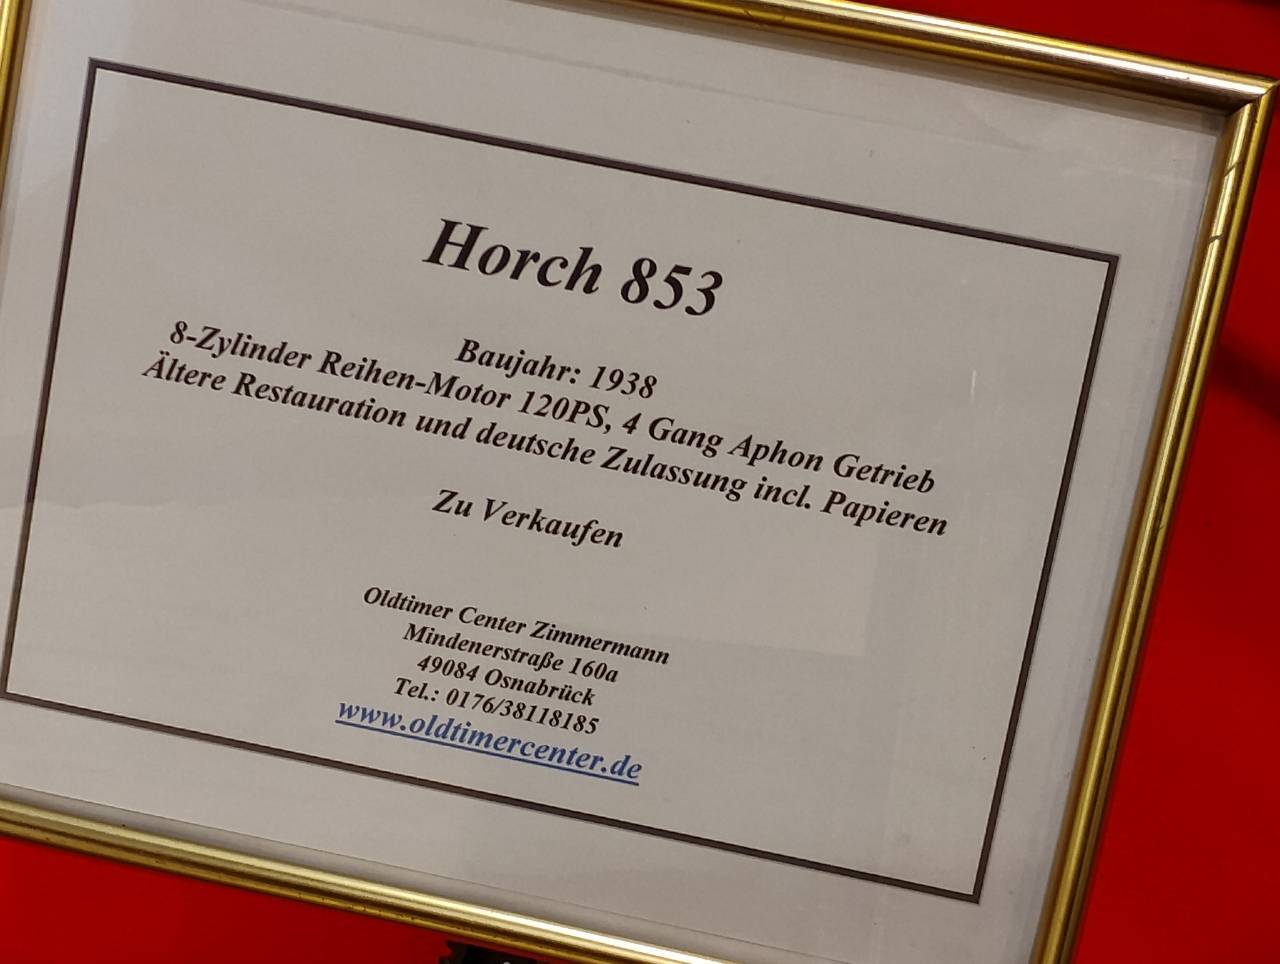 Horch 853
Baujahr: 1938
8-Zylinder Reihen-Motor 120PS, 4 Gang Aphon Getrieb
Ältere Restauration und deutsche Zulassung incl. Papieren
Zu Verkaufen
Oldtimer Center Zimmermann
Mindenerstraße 160a
49084 Osnabrück
Tel.: 0176/38118185
www.oldtimercenter.de